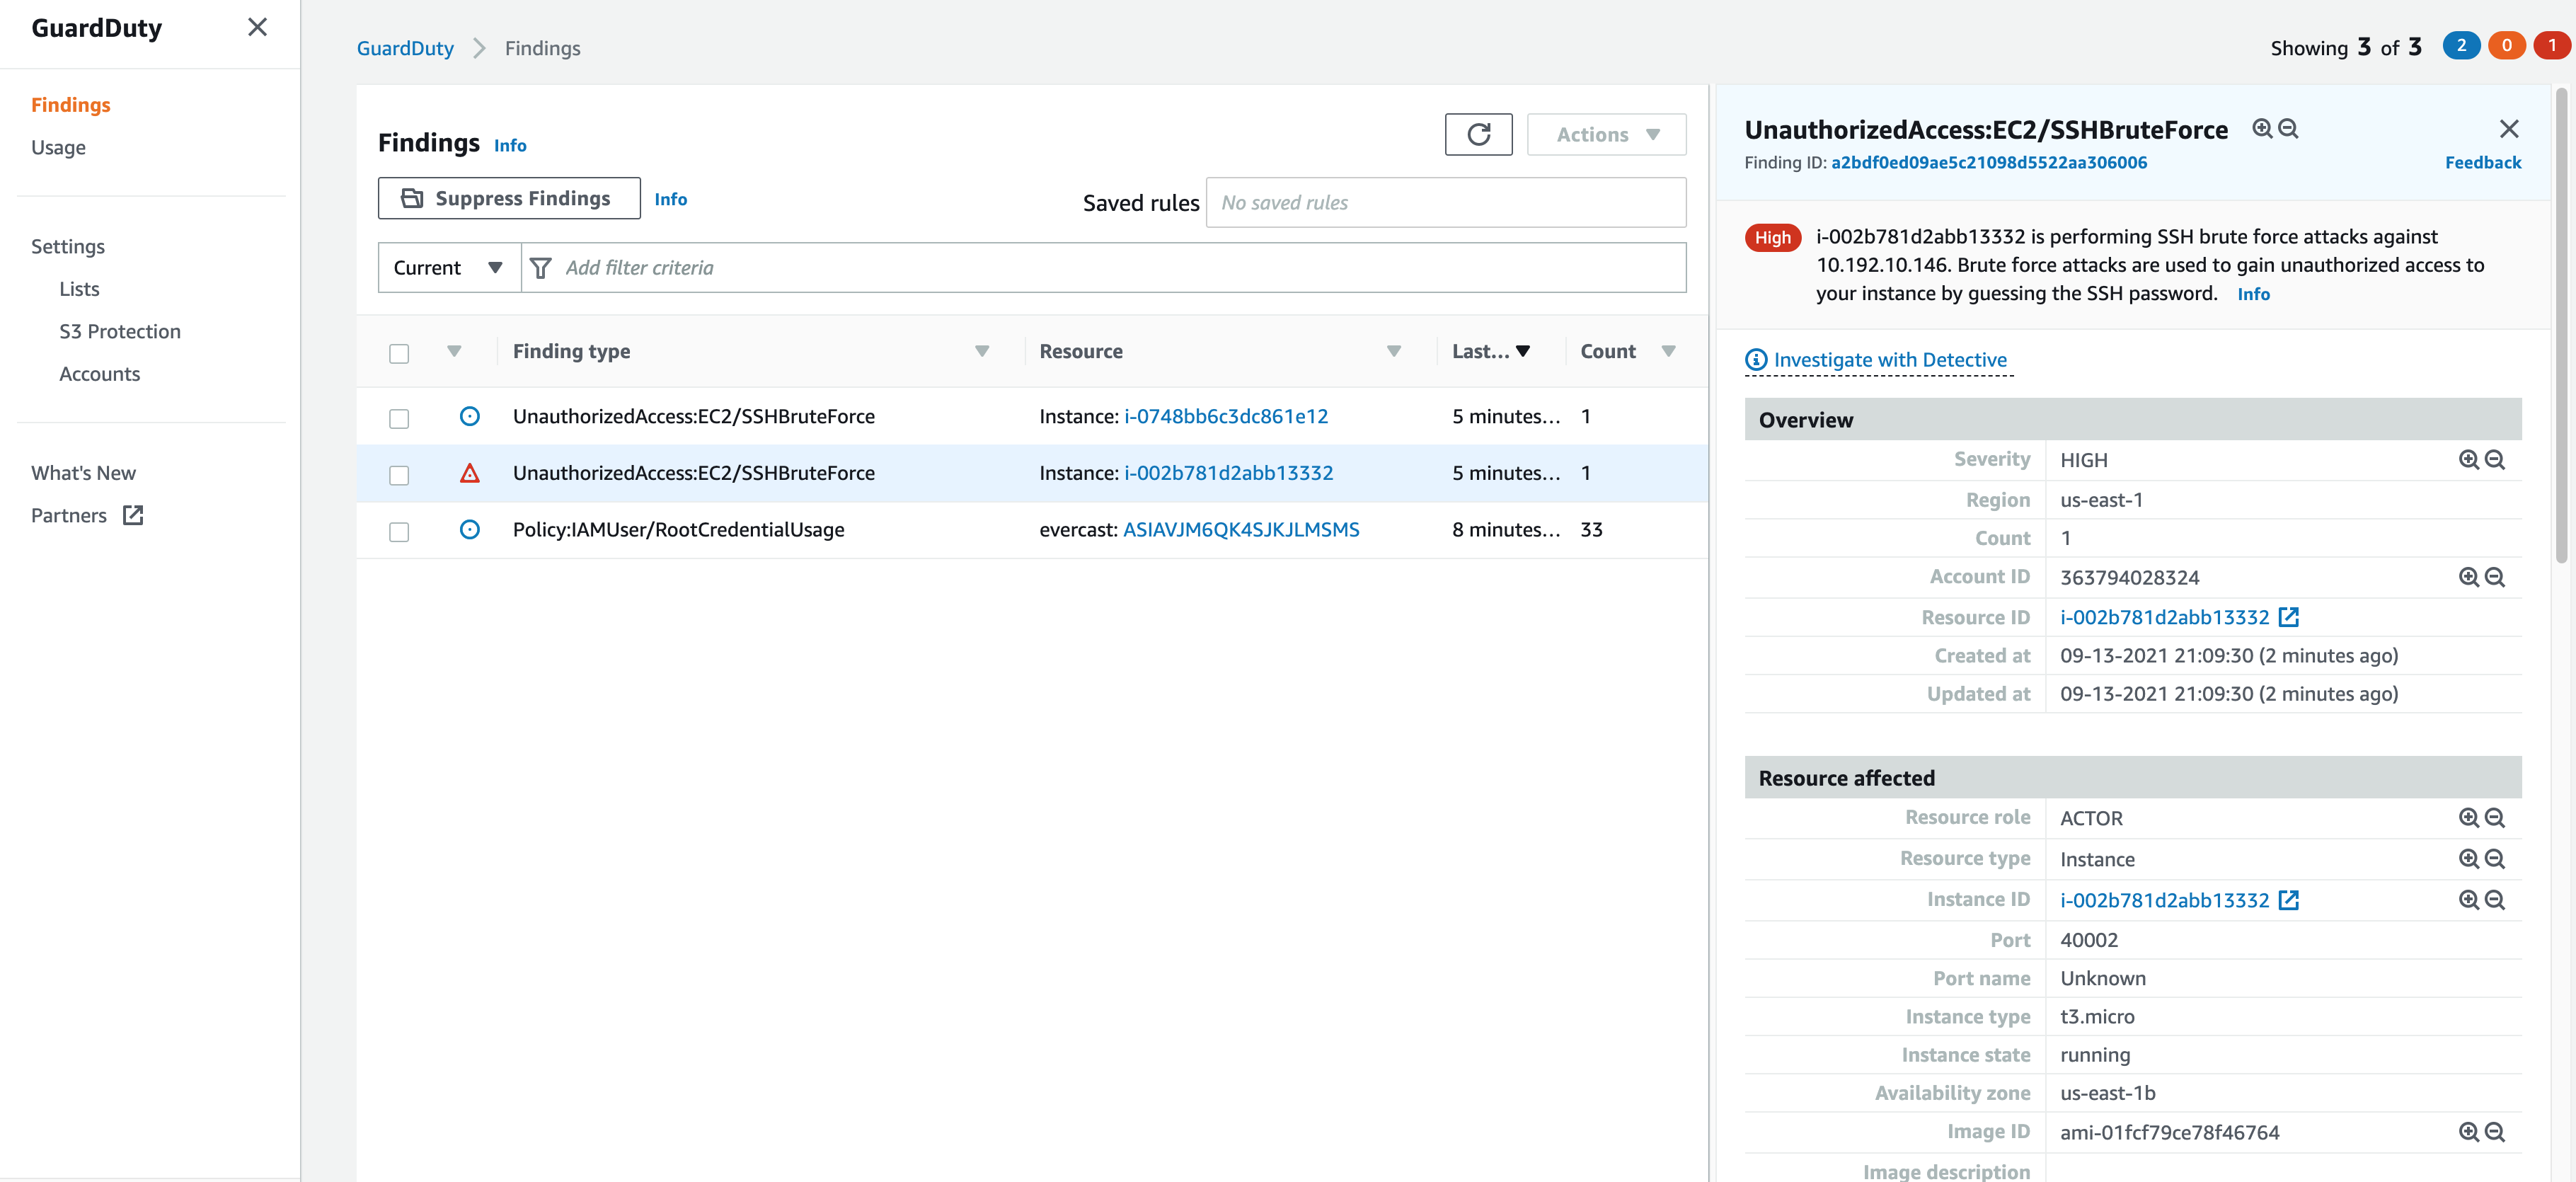 GuardDuty
Findings
Usage
Settings
Lists
S3 Protection
Accounts
What's New
Partners
GuardDuty > Findings
Showing 3 of 3 2 0 1
Findings Info
Actions
Suppress Findings Info
Saved rules No saved rules
Current Add filter criteria
Finding type Resource Last... Count
UnauthorizedAccess:EC2/SSHBruteForce Instance: i-0748bb6c3dc861e12 5 minutes... 1
UnauthorizedAccess:EC2/SSHBruteForce Instance: i-002b781d2abb13332 5 minutes... 1
Policy:IAMUser/RootCredentialUsage evercast: ASIAVJM6QK4SJKJLMSMS 8 minutes... 33
UnauthorizedAccess:EC2/SSHBruteForce
Finding ID: a2bdf0ed09ae5c21098d5522aa306006 Feedback
High i-002b781d2abb13332 is performing SSH brute force attacks against
10.192.10.146. Brute force attacks are used to gain unauthorized access to
your instance by guessing the SSH password. Info
Investigate with Detective
Overview
Severity HIGH
Region us-east-1
Count 1
Account ID 363794028324
Resource ID i-002b781d2abb13332
Created at 09-13-2021 21:09:30 (2 minutes ago)
Updated at 09-13-2021 21:09:30 (2 minutes ago)
Resource affected
Resource role ACTOR
Resource type Instance
Instance ID i-002b781d2abb13332
Port 40002
Port name Unknown
Instance type t3.micro
Instance state running
Availability zone us-east-1b
Image ID ami-01fcf79ce78f46764
Image description